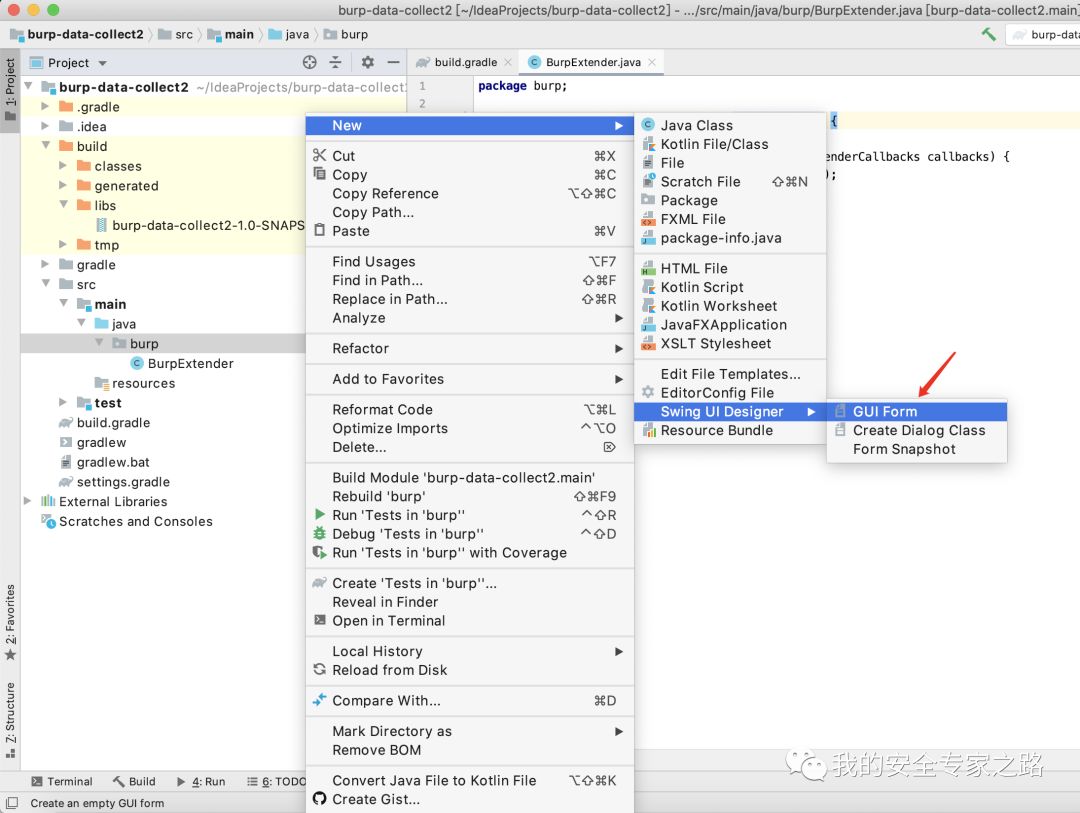 burp-data-collect2 [~/IdeaProjects/burp-data-collect2] - .../src/main/java/burp/BurpExtender.java [burp-data-collect2.main]
burp-data-collect2 src main java burp burp-data
1: Project
Project
build.gradle
BurpExtender.java
burp-data-collect2 ~/IdeaProjects/burp-data-collect
.gradle
.idea
build
classes
generated
libs
burp-data-collect2-1.0-SNAPS
tmp
gradle
src
main
java
burp
BurpExtender
resources
test
build.gradle
gradlew
gradlew.bat
settings.gradle
External Libraries
Scratches and Consoles
2: Favorites
Z: Structure
1 package burp;
2
{
enderCallbacks callbacks) {
);
New
Cut ⌘X
Copy ⌘C
Copy Reference ⌥⇧⌘C
Copy Path...
Paste ⌘V
Find Usages ⌥F7
Find in Path... ⇧⌘F
Replace in Path... ⇧⌘R
Analyze
Refactor
Add to Favorites
Reformat Code ⌥⌘L
Optimize Imports ^⌥O
Delete... ⌦
Build Module 'burp-data-collect2.main'
Rebuild 'burp' ⇧⌘F9
Run 'Tests in 'burp'' ^⇧R
Debug 'Tests in 'burp'' ^⇧D
Run 'Tests in 'burp'' with Coverage
Create 'Tests in 'burp''...
Reveal in Finder
Open in Terminal
Local History
Reload from Disk
Compare With... ⌘D
Mark Directory as
Remove BOM
Convert Java File to Kotlin File ⌥⇧⌘K
Create Gist...
Java Class
Kotlin File/Class
File
Scratch File ⇧⌘N
Package
FXML File
package-info.java
HTML File
Kotlin Script
Kotlin Worksheet
JavaFXApplication
XSLT Stylesheet
Edit File Templates...
EditorConfig File
Swing UI Designer
Resource Bundle
GUI Form
Create Dialog Class
Form Snapshot
Terminal Build 4: Run 6: TODO
Create an empty GUI form
我的安全专家之路